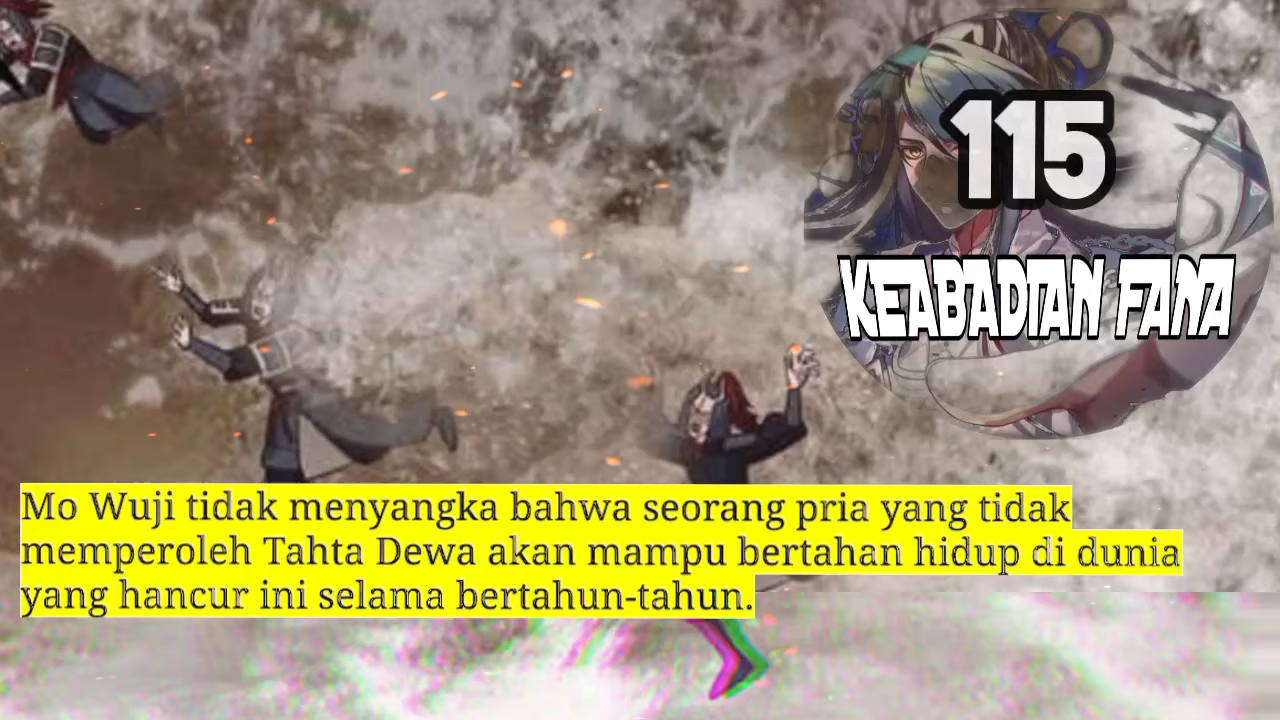 115
KEABADIAN FANA
Mo Wuji tidak menyangka bahwa seorang pria yang tidak
memperoleh Tahta Dewa akan mampu bertahan hidup di dunia
yang hancur ini selama bertahun-tahun.